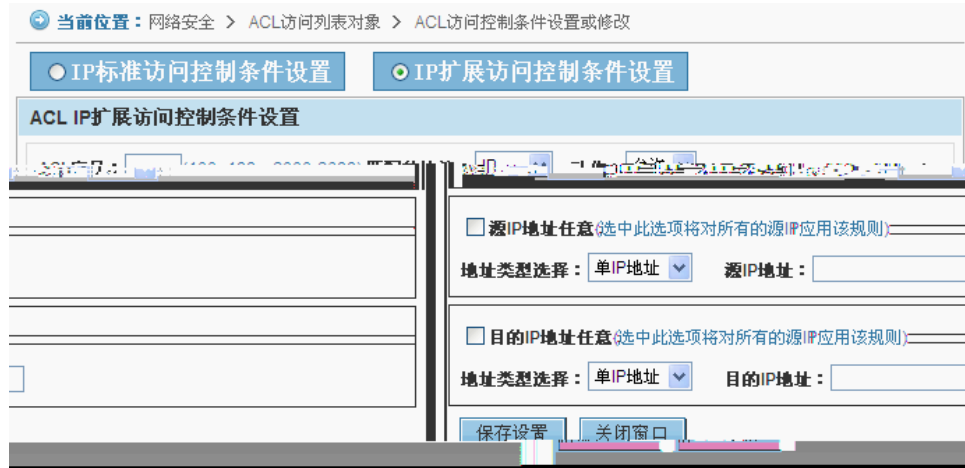 当前位置：网络安全 > ACL访问列表对象 > ACL访问控制条件设置或修改
IP标准访问控制条件设置 IP扩展访问控制条件设置
ACL IP扩展访问控制条件设置
源IP地址任意(选中此选项将对所有的源IP应用该规则)
地址类型选择：单IP地址 源IP地址：
目的IP地址任意(选中此选项将对所有的源IP应用该规则)
地址类型选择：单IP地址 目的IP地址：
保存设置 关闭窗口